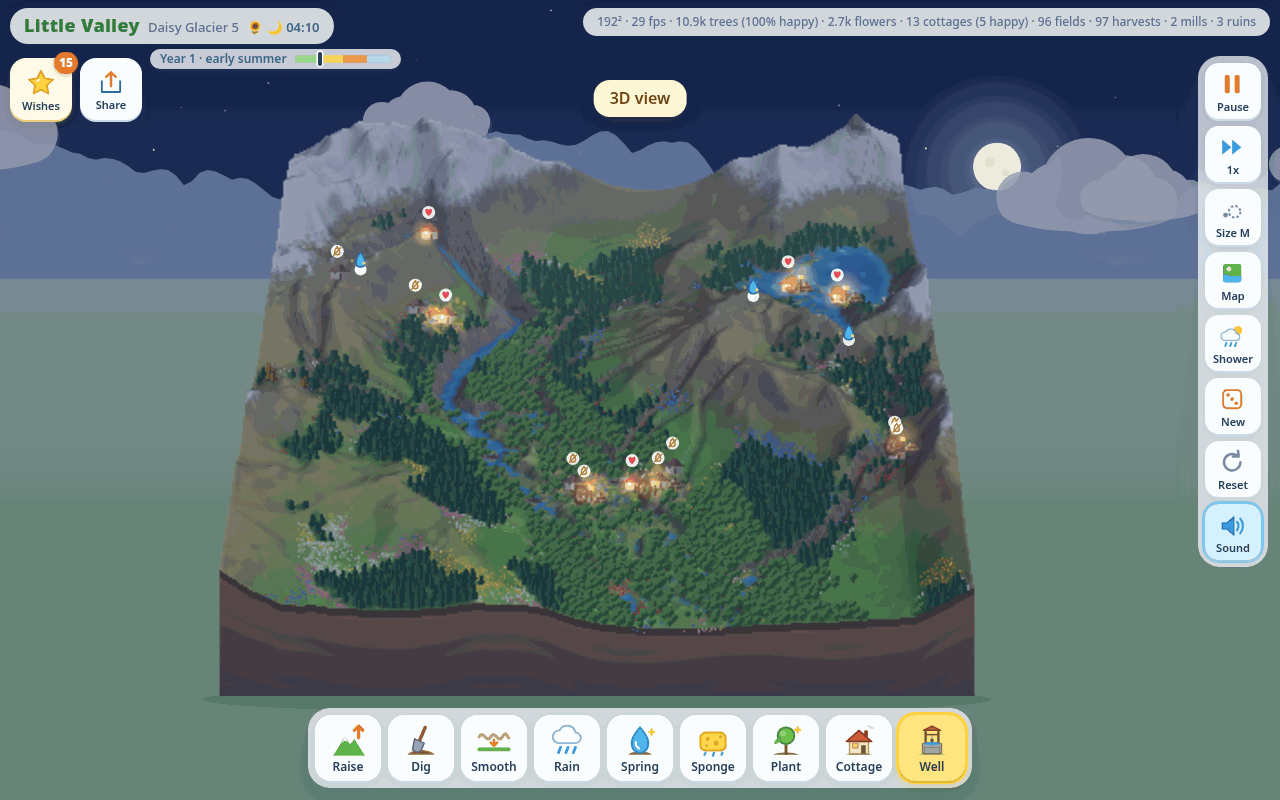 Little Valley Daisy Glacier 5 04:10
192² · 29 fps · 10.9k trees (100% happy) · 2.7k flowers · 13 cottages (5 happy) · 96 fields · 97 harvests · 2 mills · 3 ruins
Year 1 · early summer
15
Wishes
Share
3D view
Pause
1x
Size M
Map
Shower
New
Reset
Sound
Raise
Dig
Smooth
Rain
Spring
Sponge
Plant
Cottage
Well